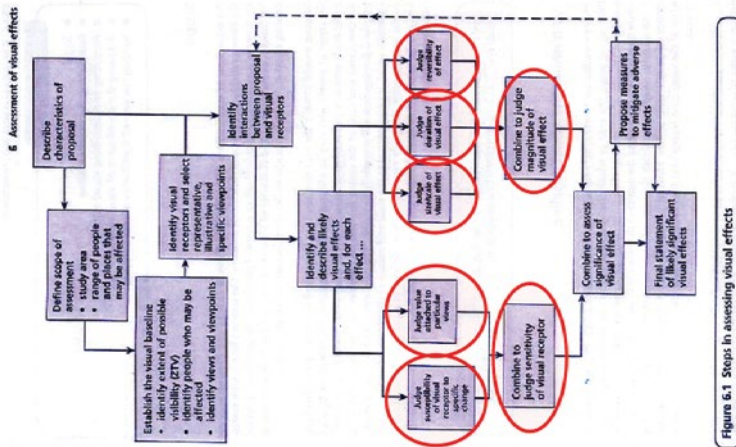 6 Assessment of visual effects
Describe
characteristics of
proposal
Define scope of
assessment
• study area
• range of people
and places that
may be affected
Establish the visual baseline
• identify extent of possible
visibility (ZTV)
• identify people who may be
affected
• identify views and viewpoints
Identify visual
receptors and select
representative,
illustrative and
specific viewpoints
Identify
interactions
between proposal
and visual
receptors
Identify and
describe likely
visual effects
and, for each
effect ...
Judge
susceptibility
of visual
receptor to
specific
change
Judge value
attached to
particular
views
Judge
size/scale of
visual effect
Judge
duration of
visual effect
Judge
reversibility
of effect
Combine to
judge sensitivity
of visual receptor
Combine to judge
magnitude of
visual effect
Combine to assess
significance of
visual effect
Propose measures
to mitigate adverse
effects
Final statement
of likely significant
visual effects
Figure 6.1 Steps in assessing visual effects